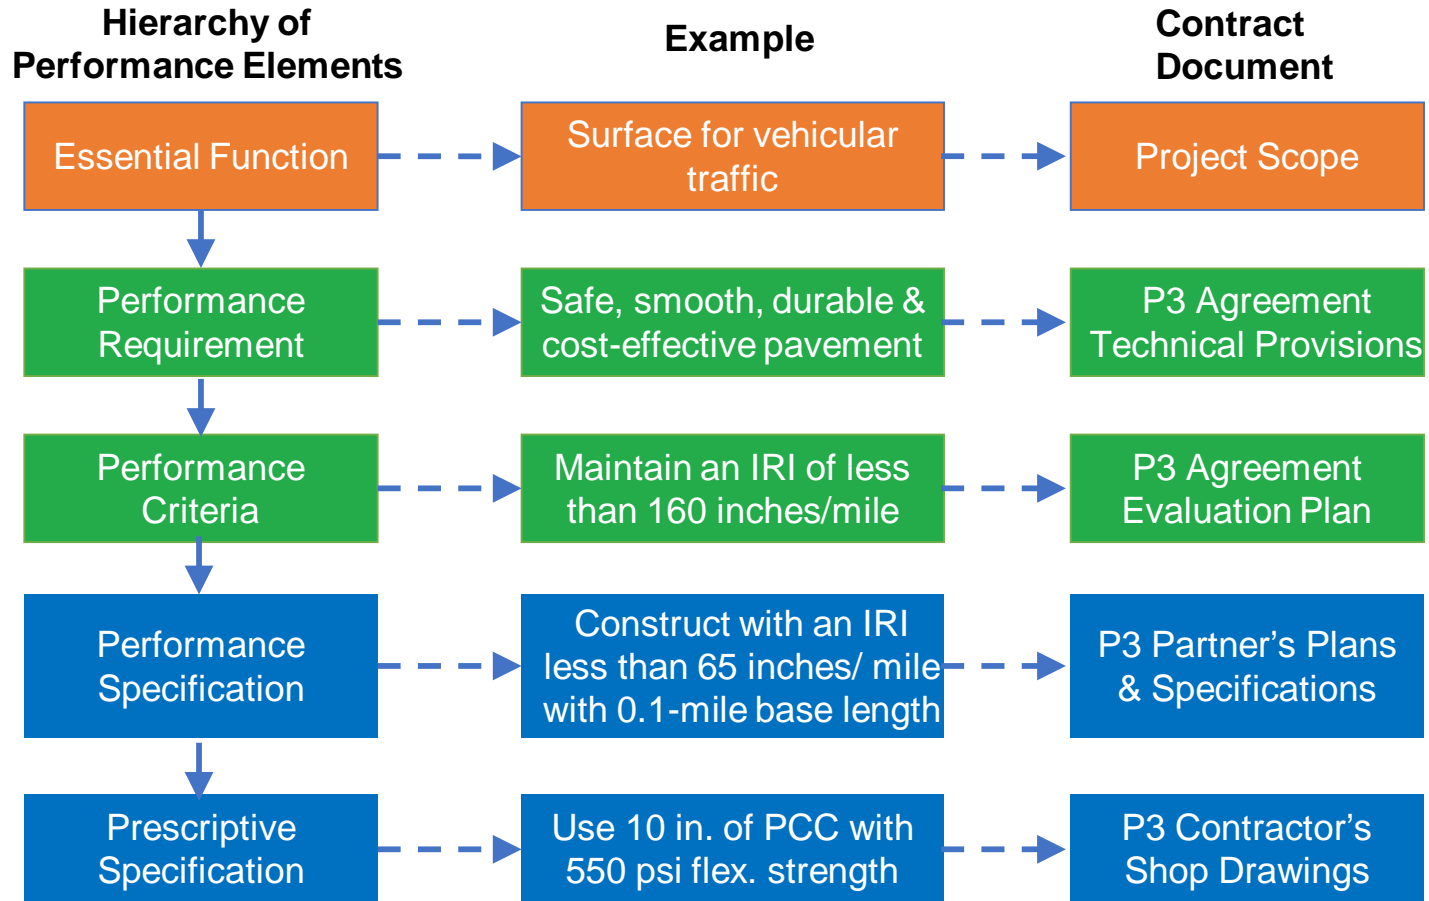 Hierarchy of
Performance Elements
Example
Contract
Document
Essential Function
Surface for vehicular
traffic
Project Scope
Performance
Requirement
Safe, smooth, durable &
cost-effective pavement
P3 Agreement
Technical Provisions
Performance
Criteria
Maintain an IRI of less
than 160 inches/mile
P3 Agreement
Evaluation Plan
Performance
Specification
Construct with an IRI
less than 65 inches/ mile
with 0.1-mile base length
P3 Partner’s Plans
& Specifications
Prescriptive
Specification
Use 10 in. of PCC with
550 psi flex. strength
P3 Contractor’s
Shop Drawings